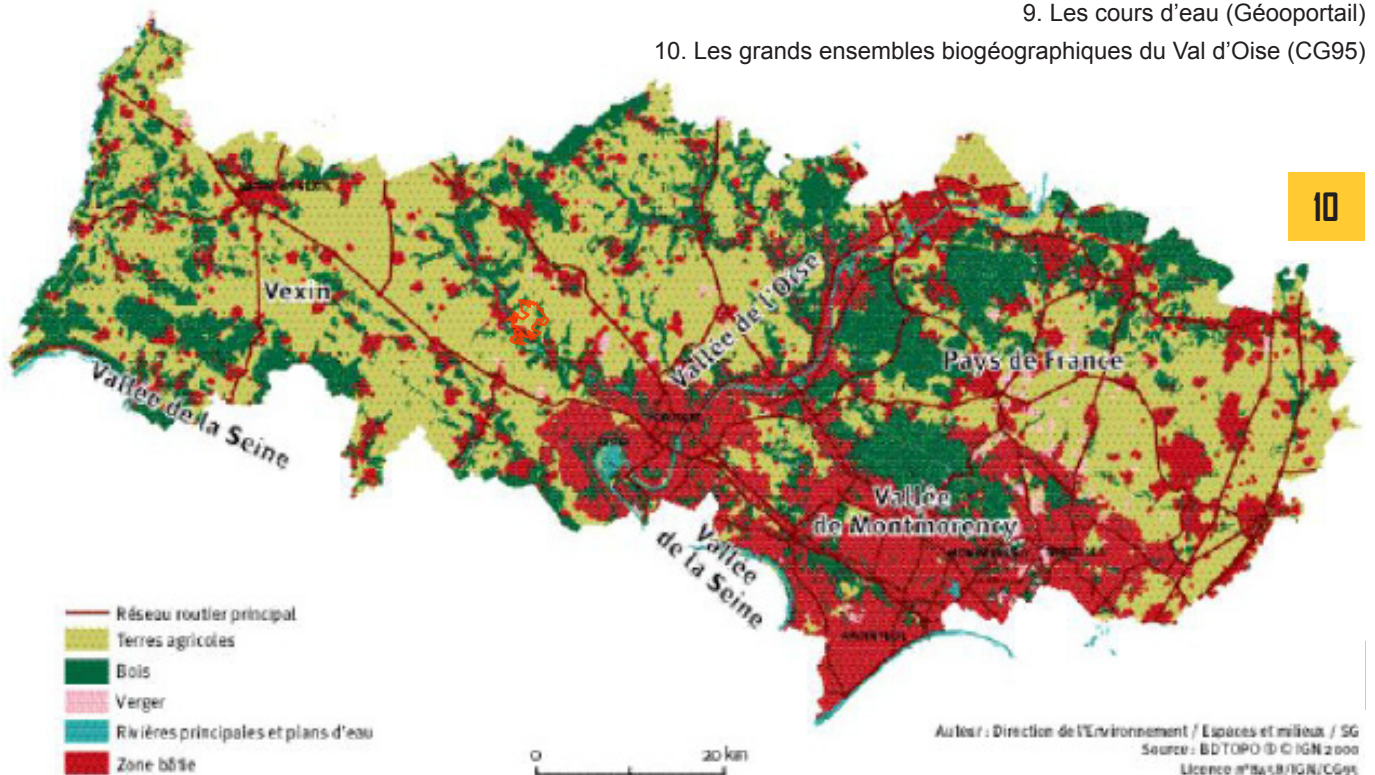 9. Les cours d'eau (Géooportail)
10. Les grands ensembles biogéographiques du Val d'Oise (CG95)
10
Vexin
Vallée de l'Oise
Pays de France
Vallée de la Seine
Vallée
de Montmorency
Vallée
de la Seine
Réseau routier principal
Terres agricoles
Bois
Verger
Rivières principales et plans d'eau
Zone bâtie
0 20 km
Auteur : Direction de l'Environnement / Espaces et milieux / SG
Source : BDTOPO ® © IGN 2000
Licence